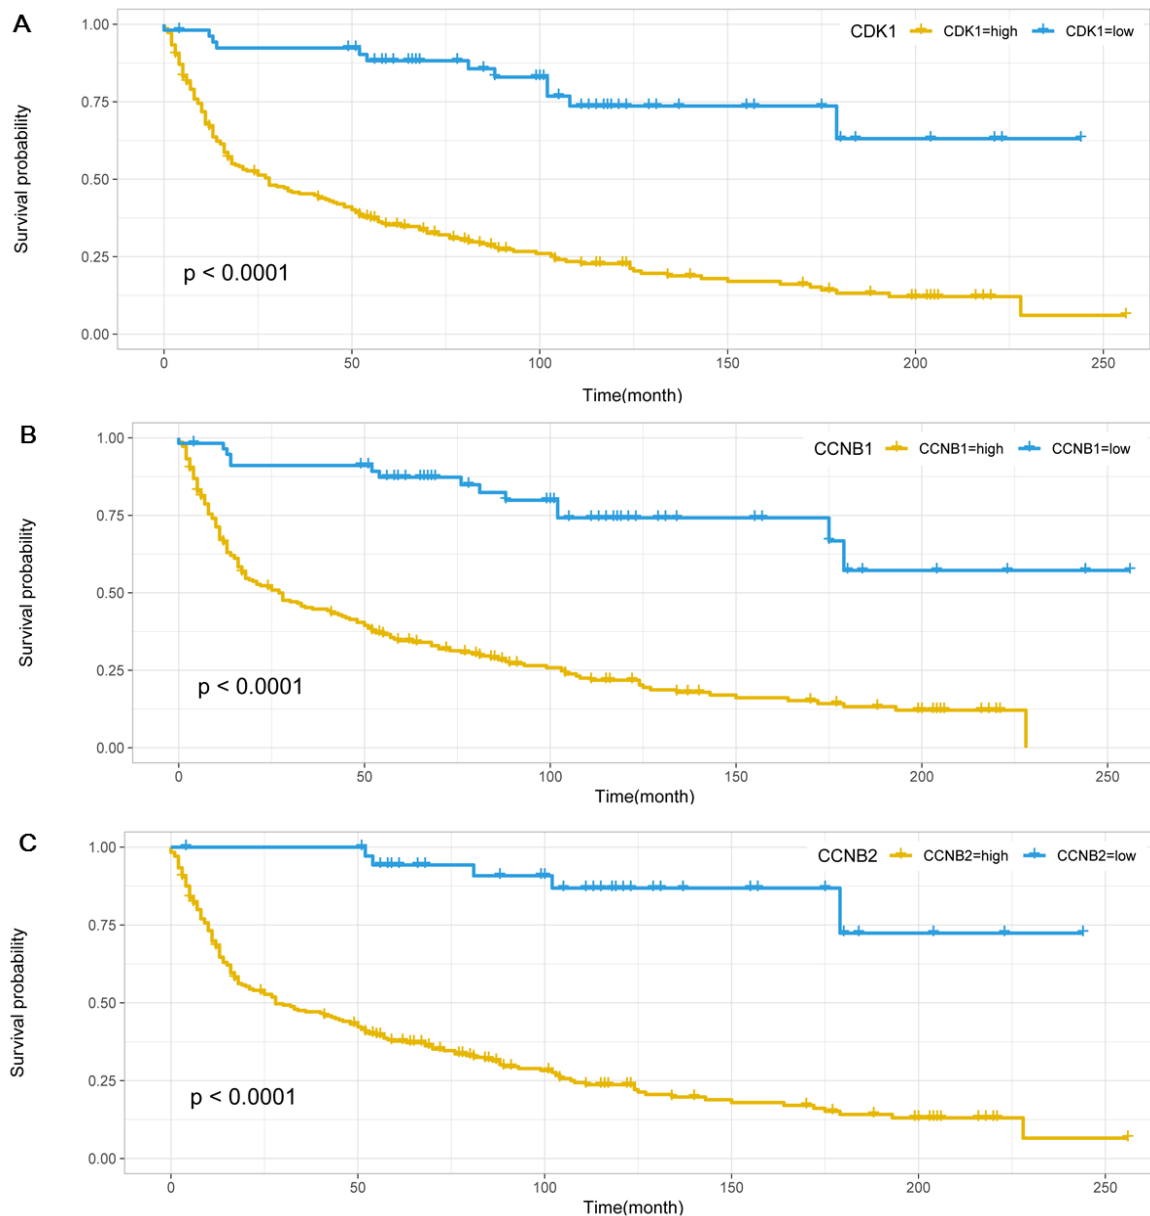 A
CDK1 CDK1=high CDK1=low
Survival probability
1.00
0.75
0.50
0.25
0.00
p < 0.0001
0 50 100 150 200 250
Time(month)
B
CCNB1 CCNB1=high CCNB1=low
Survival probability
1.00
0.75
0.50
0.25
0.00
p < 0.0001
0 50 100 150 200 250
Time(month)
C
CCNB2 CCNB2=high CCNB2=low
Survival probability
1.00
0.75
0.50
0.25
0.00
p < 0.0001
0 50 100 150 200 250
Time(month)